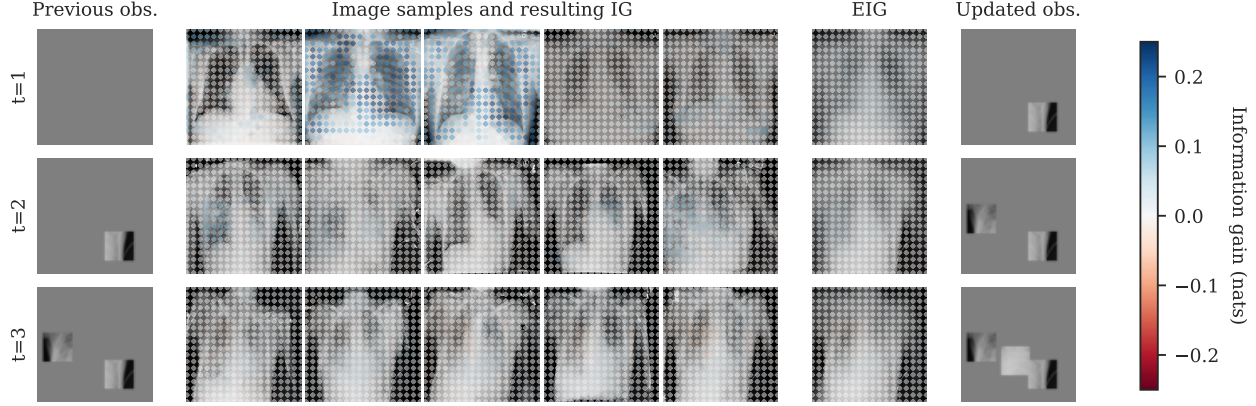 Previous obs.
Image samples and resulting IG
EIG
Updated obs.
t=1
t=2
t=3
0.2
0.1
0.0
−0.1
−0.2
Information gain (nats)